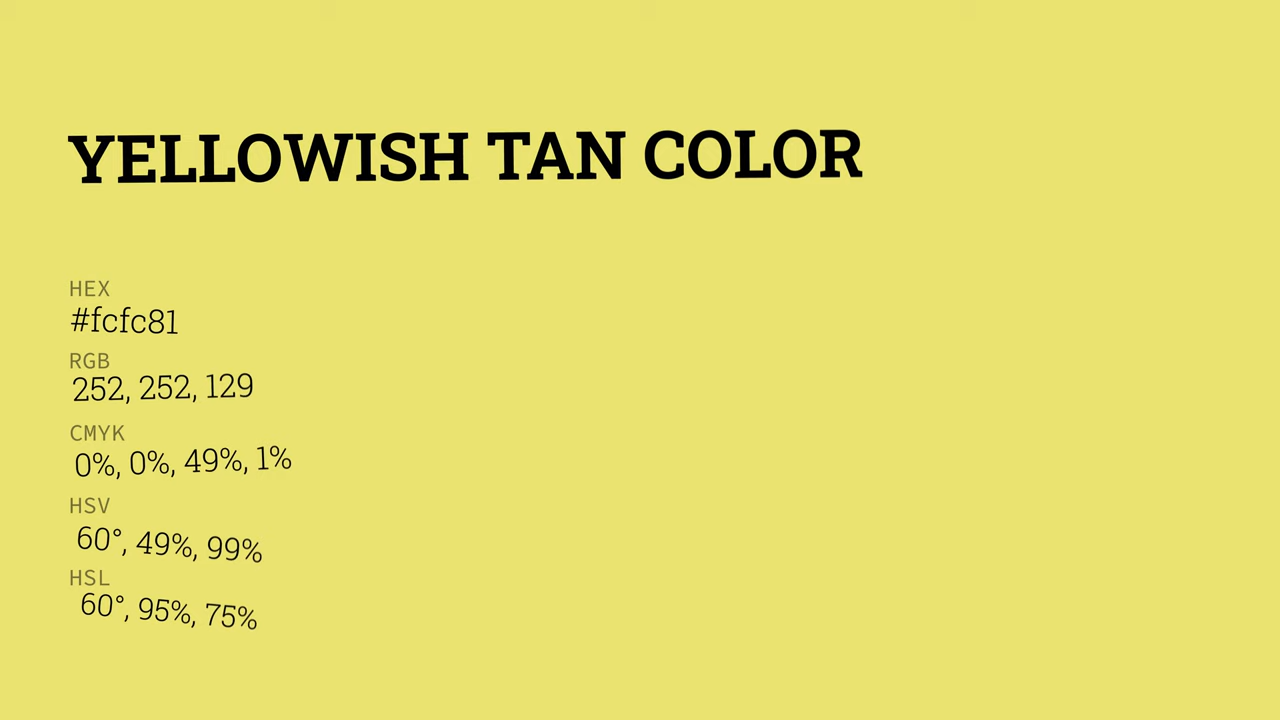 YELLOWISH TAN COLOR
HEX
#fcfc81
RGB
252, 252, 129
CMYK
0%, 0%, 49%, 1%
HSV
60°, 49%, 99%
HSL
60°, 95%, 75%